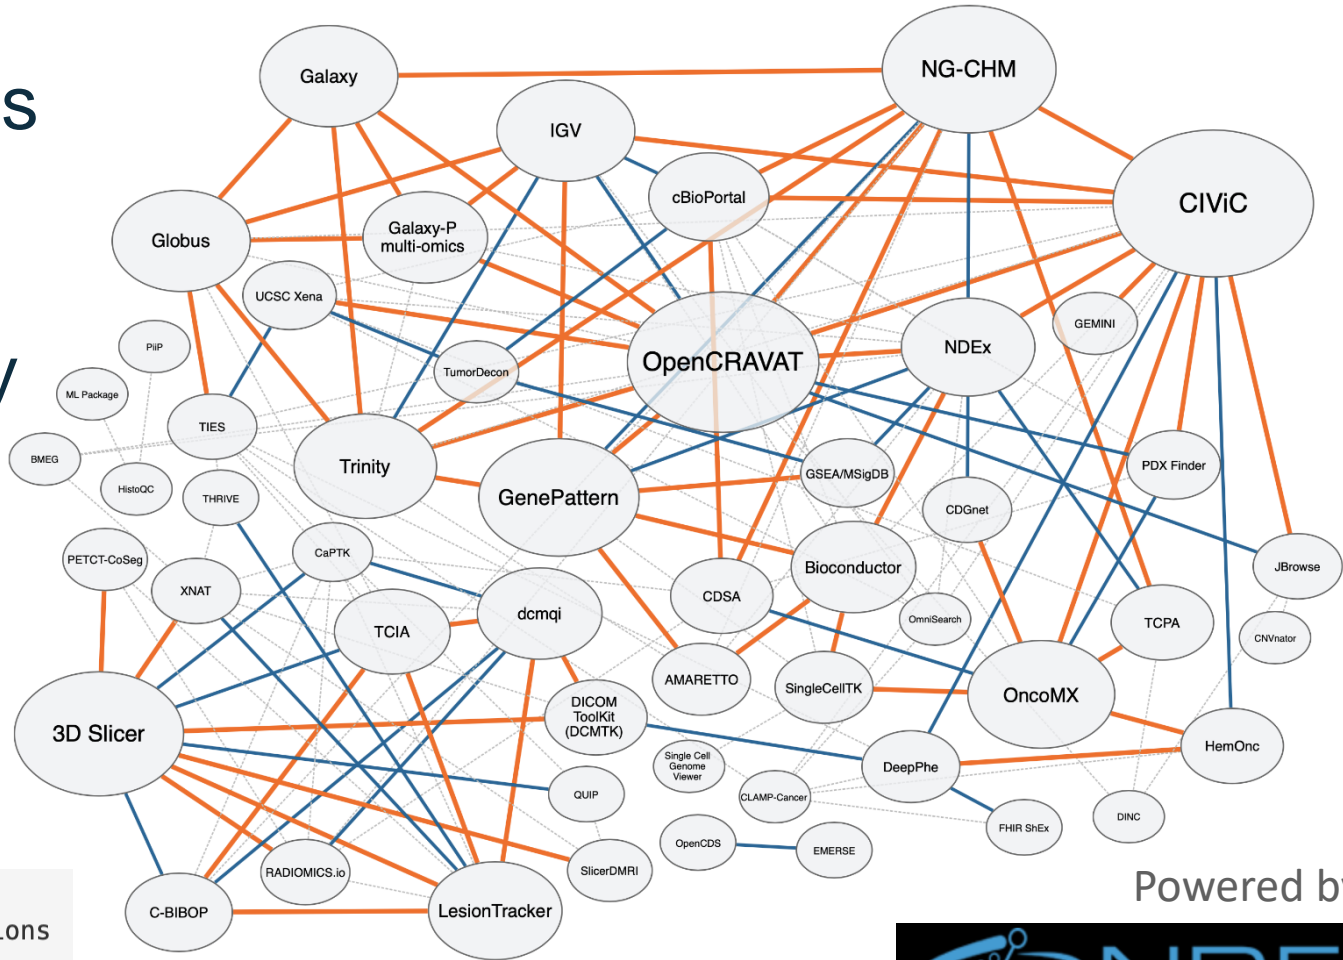 s
y
Galaxy
NG-CHM
IGV
cBioPortal
CIViC
Globus
Galaxy-P
multi-omics
UCSC Xena
GEMINI
PiiP
OpenCRAVAT
NDEx
TumorDecon
ML Package
TIES
BMEG
Trinity
GSEA/MSigDB
PDX Finder
HistoQC
THRIVE
GenePattern
CDGnet
PETCT-CoSeg
CaPTK
Bioconductor
JBrowse
XNAT
CDSA
dcmqi
OmniSearch
TCPA
TCIA
CNVnator
AMARETTO
SingleCellTK
OncoMX
3D Slicer
DICOM
ToolKit
(DCMTK)
HemOnc
Single Cell
Genome
Viewer
DeepPhe
QUIP
CLAMP-Cancer
DINC
FHIR ShEx
OpenCDS
EMERSE
RADIOMICS.io
SlicerDMRI
C-BIBOP
LesionTracker
Powered by
ions